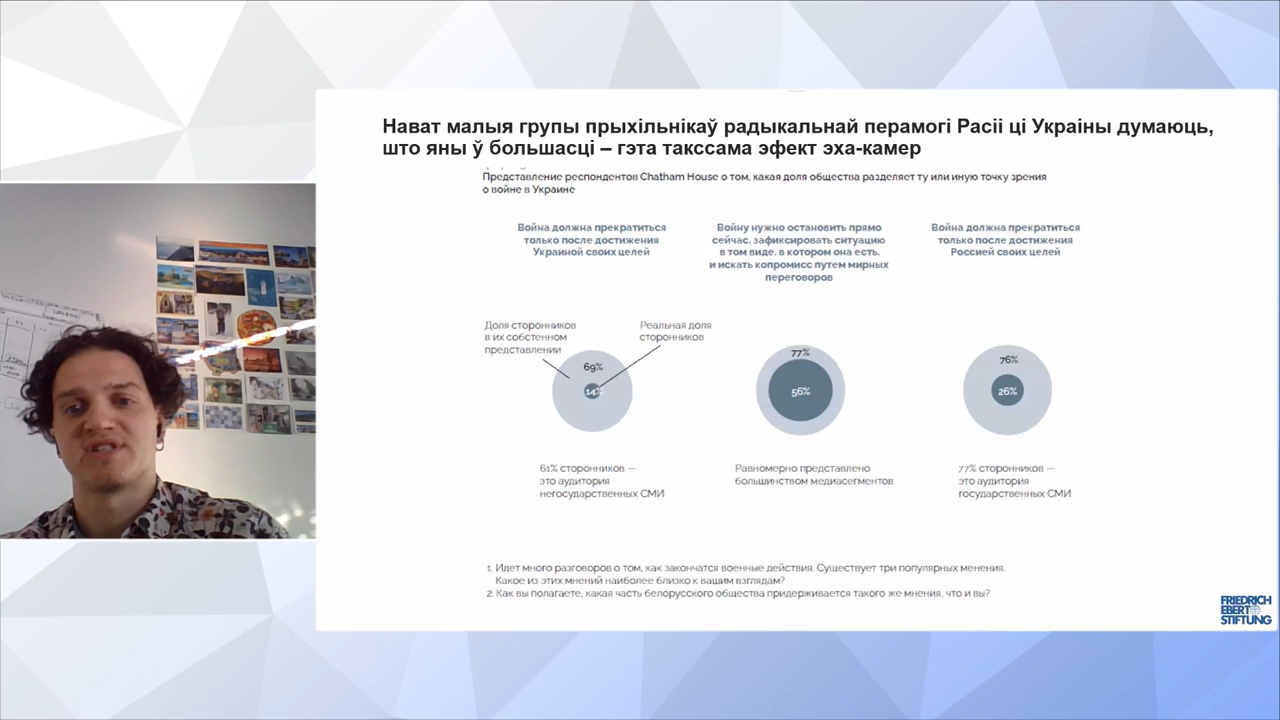 Нават малыя групы прыхільнікаў радыкальнай перамогі Расіі ці Украіны думаюць,
што яны ў большасці – гэта такссама эфект эха-камер
Представление респондентов Chatham House о том, какая доля общества разделяет ту или иную точку зрения
о войне в Украине
Война должна прекратиться
только после достижения
Украиной своих целей
Войну нужно остановить прямо
сейчас, зафиксировать ситуацию
в том виде, в котором она есть,
и искать копромисс путем мирных
переговоров
Война должна прекратиться
только после достижения
Россией своих целей
Доля сторонников
в их собстенном
представлении
Реальная доля
сторонников
69%
14%
77%
56%
76%
26%
61% сторонников —
это аудитория
негосударственных СМИ
Равномерно представлено
большинством медиасегментов
77% сторонников —
это аудитория
государственных СМИ
1. Идет много разговоров о том, как закончатся военные действия. Существует три популярных менения.
Какое из этих мнений наиболее близко к вашим взглядам?
2. Как вы полагаете, какая часть белорусского общества придерживается такого же мнения, что и вы?
FRIEDRICH
EBERT
STIFTUNG